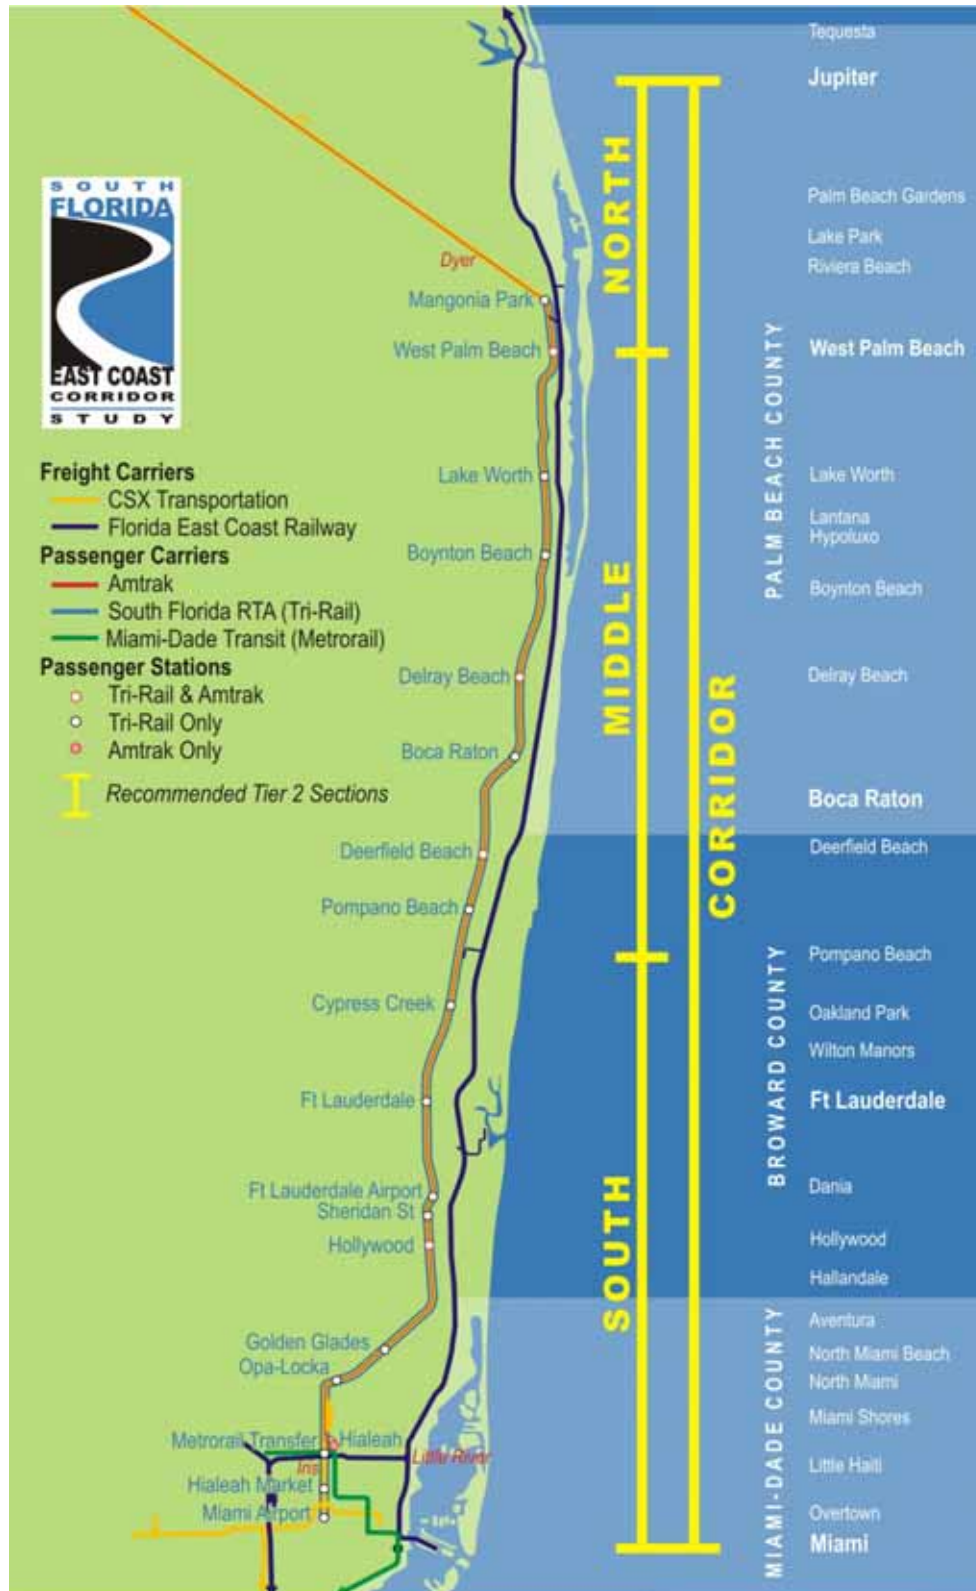 SOUTH
FLORIDA
EAST COAST
CORRIDOR
STUDY
Freight Carriers
CSX Transportation
Florida East Coast Railway
Passenger Carriers
Amtrak
South Florida RTA (Tri-Rail)
Miami-Dade Transit (Metrorail)
Passenger Stations
Tri-Rail & Amtrak
Tri-Rail Only
Amtrak Only
Recommended Tier 2 Sections
Dyer
Mangonia Park
West Palm Beach
Lake Worth
Boynton Beach
Delray Beach
Boca Raton
Deerfield Beach
Pompano Beach
Cypress Creek
Ft Lauderdale
Ft Lauderdale Airport
Sheridan St
Hollywood
Golden Glades
Opa-Locka
Metrorail Transfer
Hialeah
Little River
Iris
Hialeah Market
Miami Airport
NORTH
MIDDLE
SOUTH
CORRIDOR
PALM BEACH COUNTY
BROWARD COUNTY
MIAMI-DADE COUNTY
Tequesta
Jupiter
Palm Beach Gardens
Lake Park
Riviera Beach
West Palm Beach
Lake Worth
Lantana
Hypoluxo
Boynton Beach
Delray Beach
Boca Raton
Deerfield Beach
Pompano Beach
Oakland Park
Wilton Manors
Ft Lauderdale
Dania
Hollywood
Hallandale
Aventura
North Miami Beach
North Miami
Miami Shores
Little Haiti
Overtown
Miami